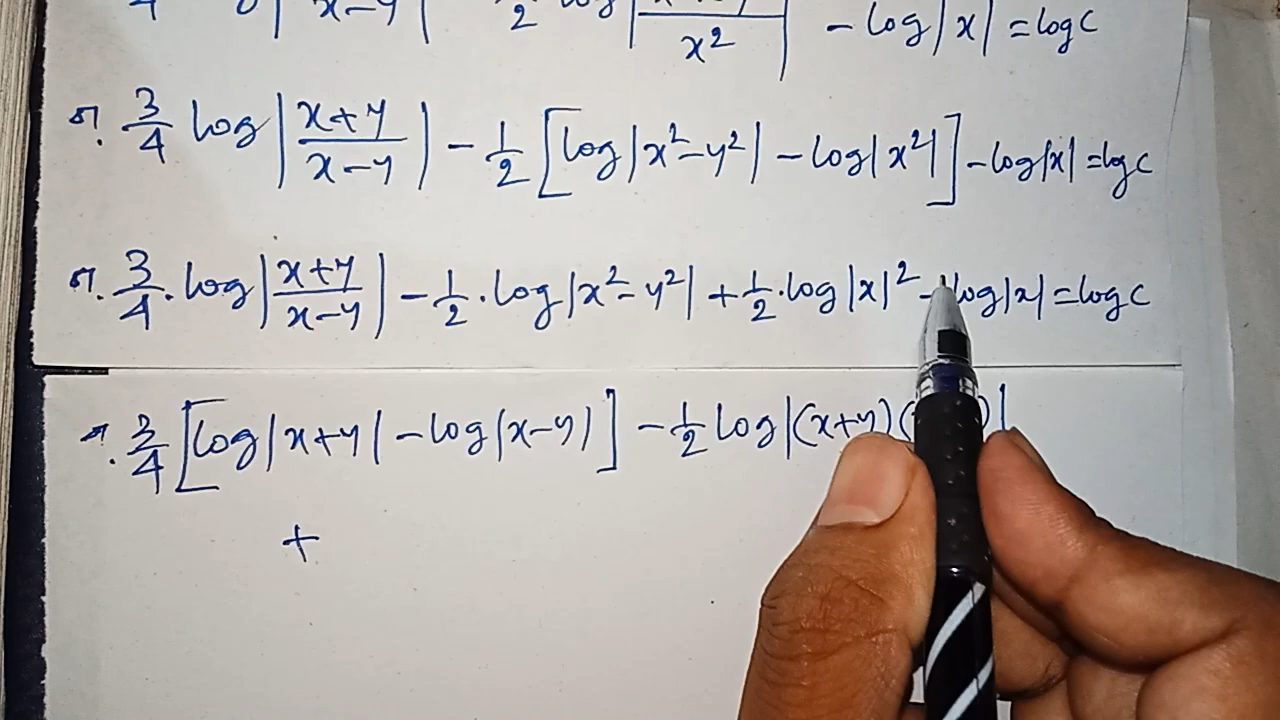 x-y 1/2 log | x² | - log|x| = log c
বা. 3/4 log |x+y/x-y| - 1/2 [log|x²-y²| - log|x²|] - log|x| = log c
বা. 3/4 . log |x+y/x-y| - 1/2 . log|x²-y²| + 1/2 . log|x|² - log|x| = log c
বা. 3/4 [log|x+y| - log|x-y|] - 1/2 log|(x+y)( )|
+